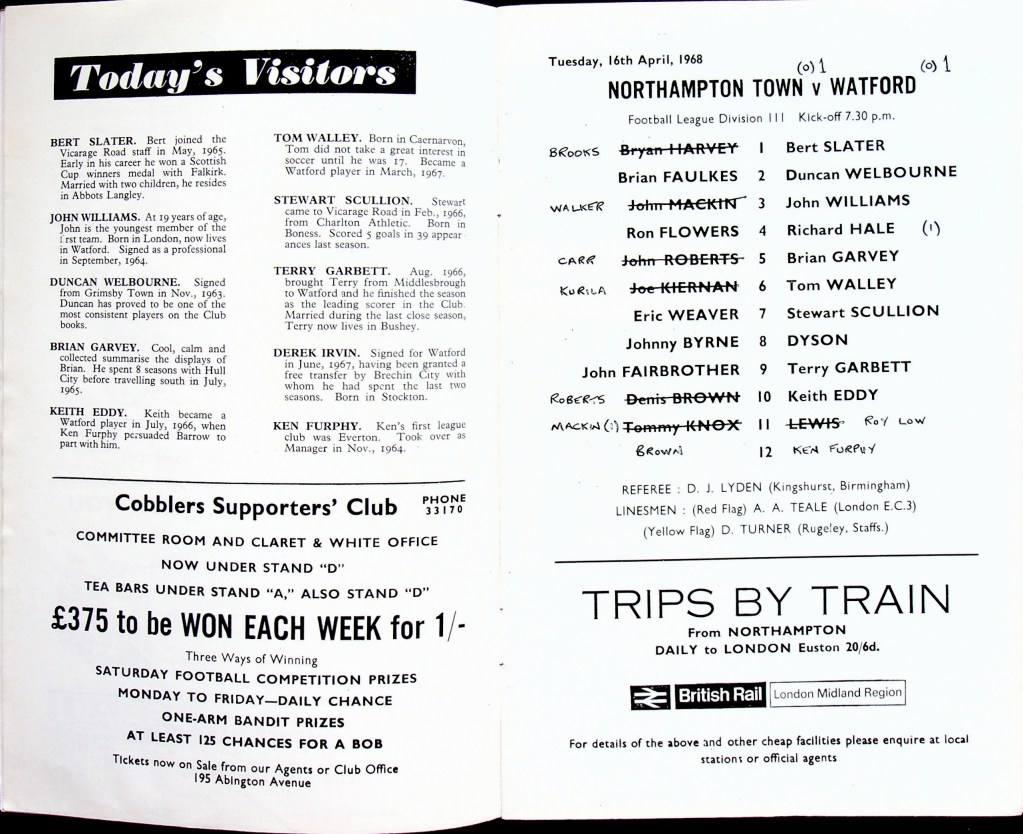 Today's Visitors
BERT SLATER. Bert joined the
Vicarage Road staff in May, 1965.
Early in his career he won a Scottish
Cup winners medal with Falkirk.
Married with two children, he resides
in Abbots Langley.
JOHN WILLIAMS. At 19 years of age,
John is the youngest member of the
first team. Born in London, now lives
in Watford. Signed as a professional
in September, 1964.
DUNCAN WELBOURNE. Signed
from Grimsby Town in Nov., 1963.
Duncan has proved to be one of the
most consistent players on the Club
books.
BRIAN GARVEY. Cool, calm and
collected summarise the displays of
Brian. He spent 8 seasons with Hull
City before travelling south in July,
1965.
KEITH EDDY. Keith became a
Watford player in July, 1966, when
Ken Furphy persuaded Barrow to
part with him.
TOM WALLEY. Born in Caernarvon,
Tom did not take a great interest in
soccer until he was 17. Became a
Watford player in March, 1967.
STEWART SCULLION. Stewart
came to Vicarage Road in Feb., 1966,
from Charlton Athletic. Born in
Boness. Scored 5 goals in 39 appear
ances last season.
TERRY GARBETT. Aug. 1966,
brought Terry from Middlesbrough
to Watford and he finished the season
as the leading scorer in the Club.
Married during the last close season,
Terry now lives in Bushey.
DEREK IRVIN. Signed for Watford
in June, 1967, having been granted a
free transfer by Brechin City with
whom he had spent the last two
seasons. Born in Stockton.
KEN FURPHY. Ken's first league
club was Everton. Took over as
Manager in Nov., 1964.
Cobblers Supporters' Club PHONE 33170
COMMITTEE ROOM AND CLARET & WHITE OFFICE
NOW UNDER STAND "D"
TEA BARS UNDER STAND "A," ALSO STAND "D"
£375 to be WON EACH WEEK for 1/-
Three Ways of Winning
SATURDAY FOOTBALL COMPETITION PRIZES
MONDAY TO FRIDAY—DAILY CHANCE
ONE-ARM BANDIT PRIZES
AT LEAST 125 CHANCES FOR A BOB
Tickets now on Sale from our Agents or Club Office
195 Abington Avenue
Tuesday, 16th April, 1968
(0) 1 (0) 1
NORTHAMPTON TOWN v WATFORD
Football League Division III Kick-off 7.30 p.m.
BROOKS Bryan HARVEY 1 Bert SLATER
Brian FAULKES 2 Duncan WELBOURNE
WALKER John MACKIN 3 John WILLIAMS
Ron FLOWERS 4 Richard HALE (1)
CARR John ROBERTS 5 Brian GARVEY
KURILA Joe KIERNAN 6 Tom WALLEY
Eric WEAVER 7 Stewart SCULLION
Johnny BYRNE 8 DYSON
John FAIRBROTHER 9 Terry GARBETT
ROBERTS Denis BROWN 10 Keith EDDY
MACKIN (1) Tommy KNOX 11 LEWIS ROY LOW
BROWN 12 KEN FURPHY
REFEREE : D. J. LYDEN (Kingshurst, Birmingham)
LINESMEN : (Red Flag) A. A. TEALE (London E.C.3)
(Yellow Flag) D. TURNER (Rugeley, Staffs.)
TRIPS BY TRAIN
From NORTHAMPTON
DAILY to LONDON Euston 20/6d.
British Rail London Midland Region
For details of the above and other cheap facilities please enquire at local
stations or official agents